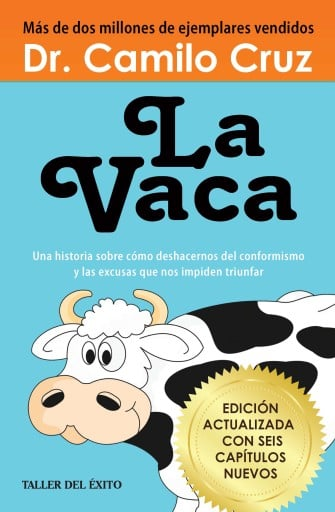 Más de dos millones de ejemplares vendidos
Dr. Camilo Cruz
La
Vaca
Una historia sobre cómo deshacernos del conformismo
y las excusas que nos impiden triunfar
EDICIÓN
ACTUALIZADA
CON SEIS
CAPÍTULOS
NUEVOS
TALLER DEL ÉXITO